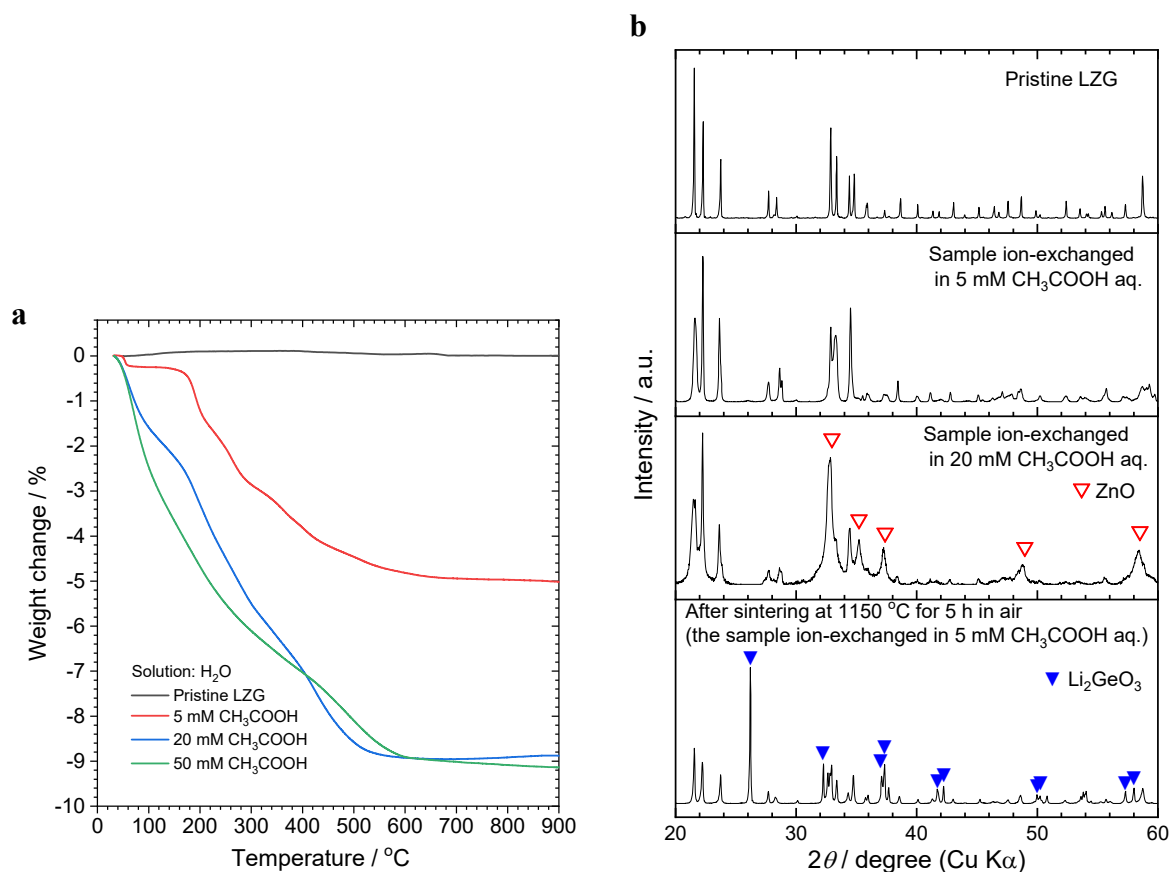 a
0
-1
-2
-3
-4
-5
-6
-7
-8
-9
-10
Weight change / %
Solution: H₂O
Pristine LZG
5 mM CH₃COOH
20 mM CH₃COOH
50 mM CH₃COOH
0 100 200 300 400 500 600 700 800 900
Temperature / °C
b
Pristine LZG
Sample ion-exchanged
in 5 mM CH₃COOH aq.
Sample ion-exchanged
in 20 mM CH₃COOH aq.
ZnO
After sintering at 1150 °C for 5 h in air
(the sample ion-exchanged in 5 mM CH₃COOH aq.)
Li₂GeO₃
Intensity / a.u.
20 30 40 50 60
2θ / degree (Cu Kα)